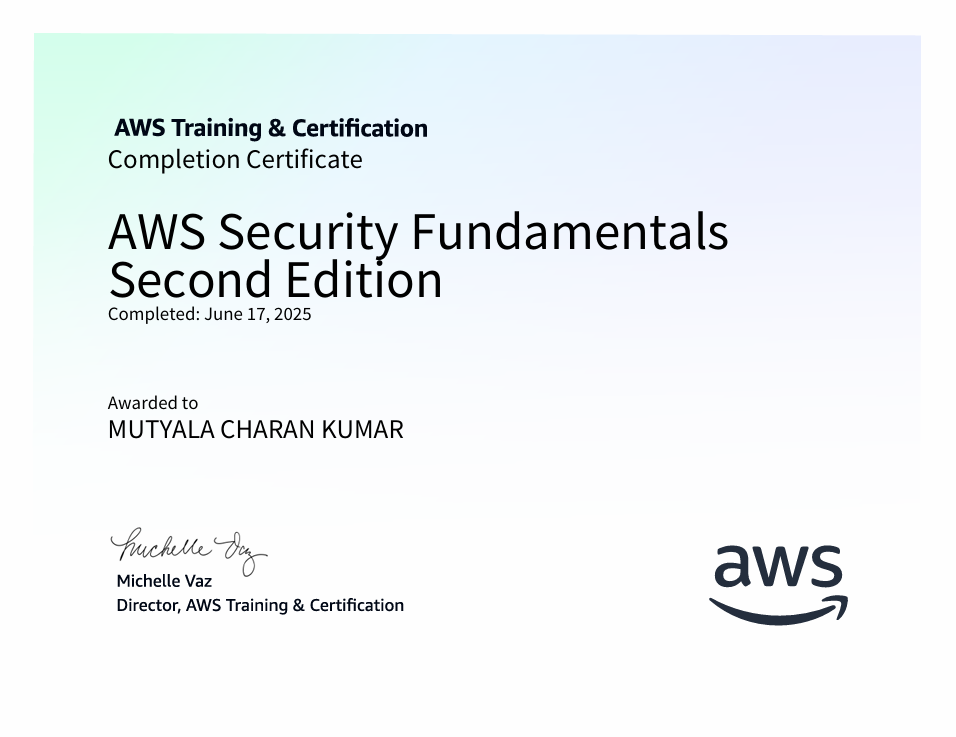 AWS Training & Certification
Completion Certificate
AWS Security Fundamentals
Second Edition
Completed: June 17, 2025
Awarded to
MUTYALA CHARAN KUMAR
Michelle Vaz
Michelle Vaz
Director, AWS Training & Certification
aws